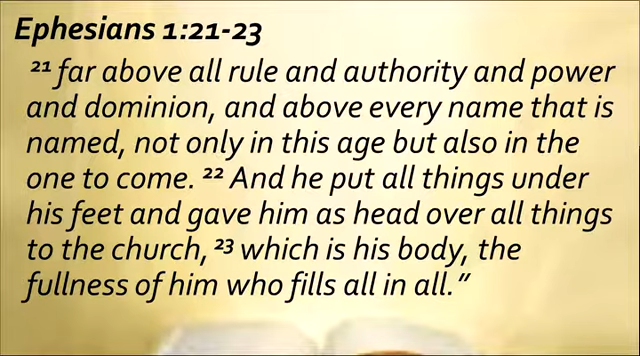 Ephesians 1:21-23
²¹ far above all rule and authority and power
and dominion, and above every name that is
named, not only in this age but also in the
one to come. ²² And he put all things under
his feet and gave him as head over all things
to the church, ²³ which is his body, the
fullness of him who fills all in all.”